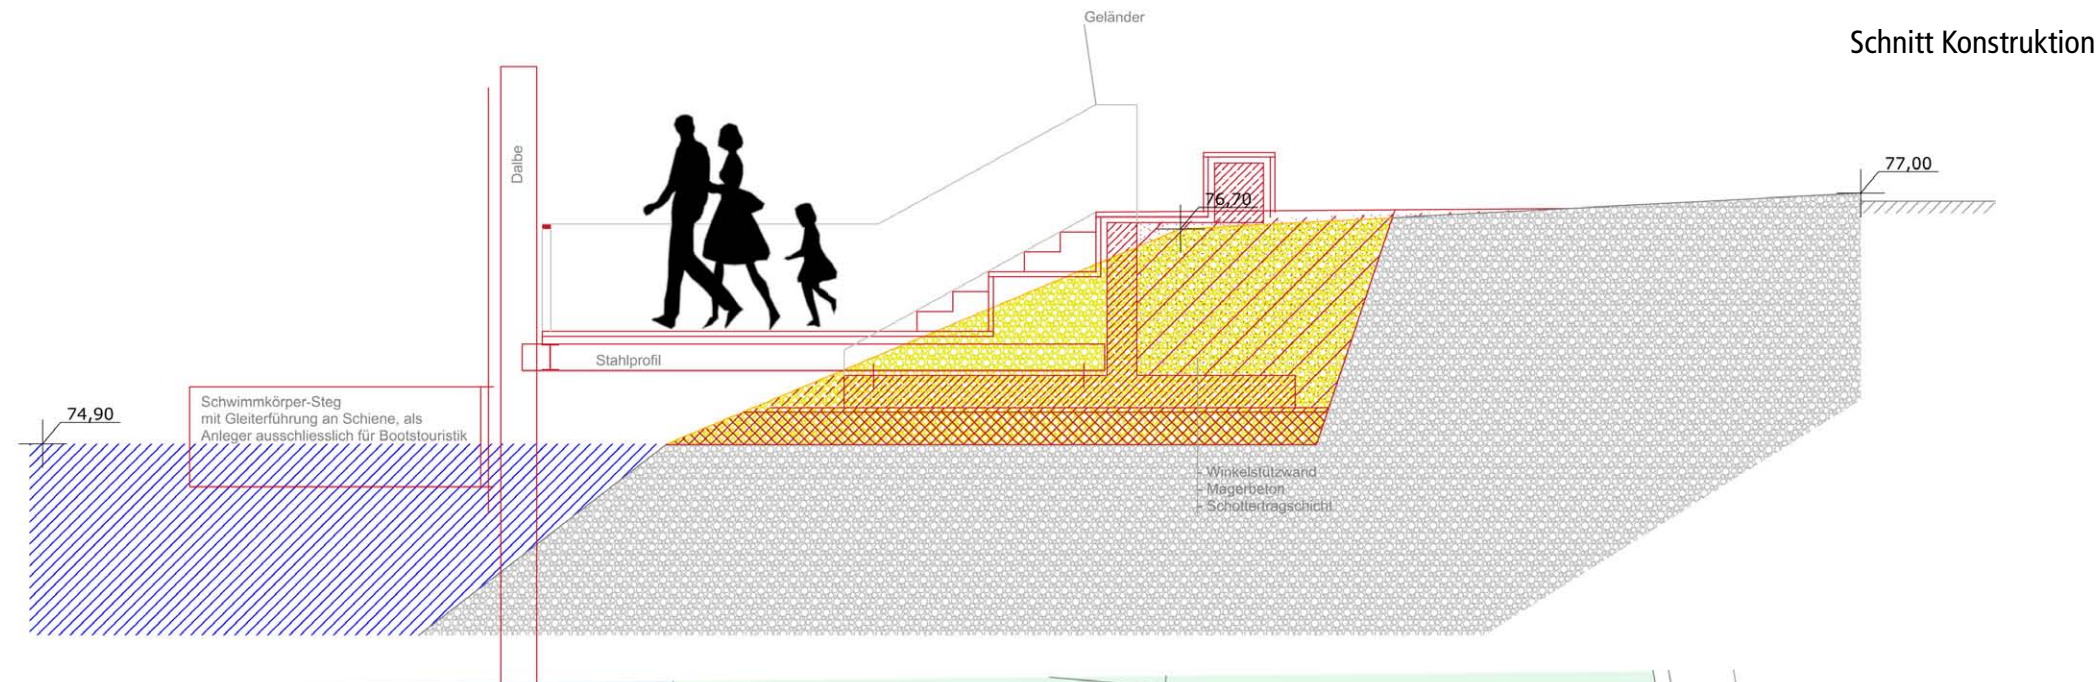 Geländer
Schnitt Konstruktion
Dalbe
77,00
76,70
Stahlprofil
Schwimmkörper-Steg
mit Gleiterführung an Schiene, als
Anleger ausschliesslich für Bootstouristik
74,90
- Winkelstützwand
- Magerbeton
- Schottertragschicht